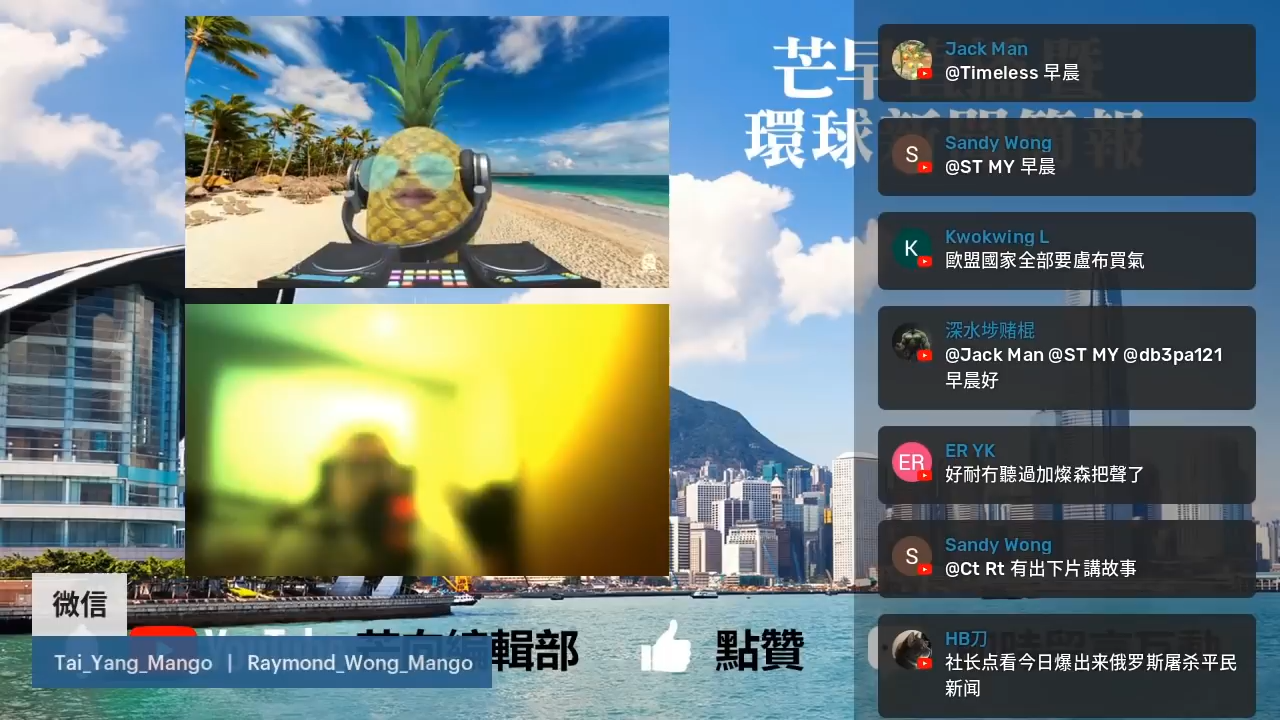 芒早
環球
Jack Man
@Timeless 早晨
Sandy Wong
@ST MY 早晨
Kwokwing L
歐盟國家全部要盧布買氣
深水埗赌棍
@Jack Man @ST MY @db3pa121
早晨好
ER YK
好耐冇聽過加燦森把聲了
Sandy Wong
@Ct Rt 有出下片講故事
HB刀
社长点看今日爆出来俄罗斯屠杀平民
新闻
微信
Tai_Yang_Mango | Raymond_Wong_Mango
編輯部
點贊